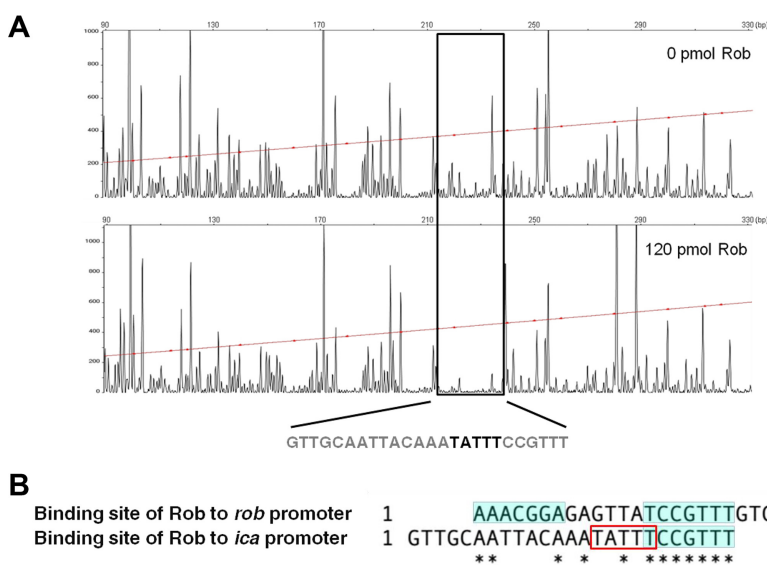 A
90 130 170 210 250 290 330 (bp)
1000
800
600
400
200
0
0 pmol Rob
90 130 170 210 250 290 330 (bp)
1000
800
600
400
200
0
120 pmol Rob
GTTGCAATTACAAATATTTCCGTTT
B
Binding site of Rob to rob promoter 1 AAACGGAGAGTTATCCGTTTGT
Binding site of Rob to ica promoter 1 GTTGCAATTACAAATATTTCCGTTT
** * * * *******